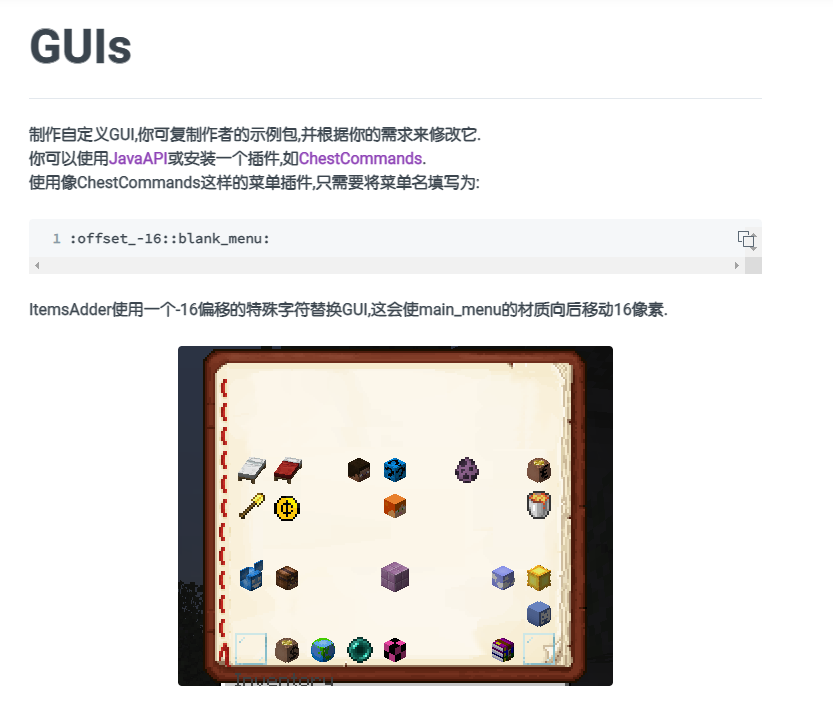 GUIs
制作自定义GUI,你可复制作者的示例包,并根据你的需求来修改它.
你可以使用JavaAPI或安装一个插件,如ChestCommands.
使用像ChestCommands这样的菜单插件,只需要将菜单名填写为:
1 :offset_-16::blank_menu:
ItemsAdder使用一个-16偏移的特殊字符替换GUI,这会使main_menu的材质向后移动16像素.
Inventory